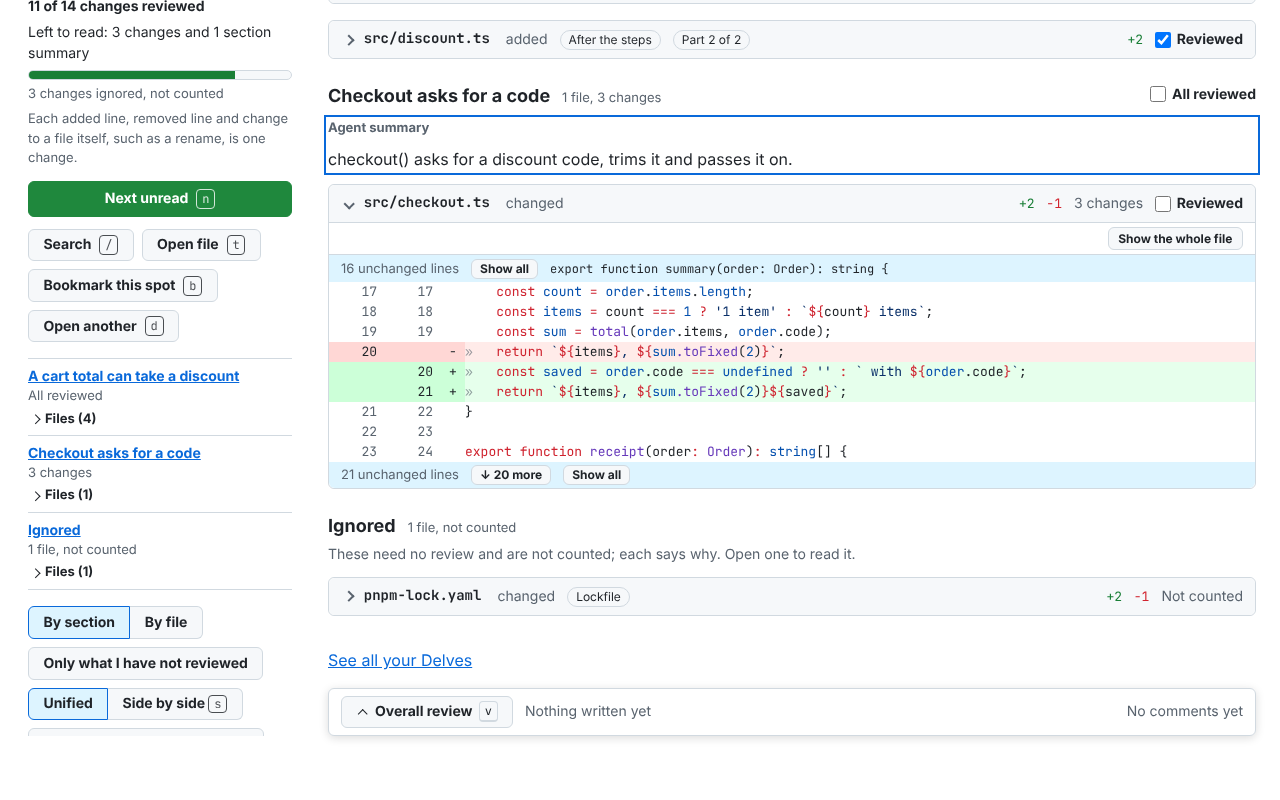 11 of 14 changes reviewed
Left to read: 3 changes and 1 section
summary
3 changes ignored, not counted
Each added line, removed line and change
to a file itself, such as a rename, is one
change.
Next unread n
Search /
Open file t
Bookmark this spot b
Open another d
A cart total can take a discount
All reviewed
Files (4)
Checkout asks for a code
3 changes
Files (1)
Ignored
1 file, not counted
Files (1)
By section
By file
Only what I have not reviewed
Unified
Side by side s
src/discount.ts added After the steps Part 2 of 2 +2 Reviewed
Checkout asks for a code 1 file, 3 changes All reviewed
Agent summary
checkout() asks for a discount code, trims it and passes it on.
src/checkout.ts changed +2 -1 3 changes Reviewed
Show the whole file
16 unchanged lines Show all export function summary(order: Order): string {
17 17 const count = order.items.length;
18 18 const items = count === 1 ? '1 item' : `${count} items`;
19 19 const sum = total(order.items, order.code);
20 - » return `${items}, ${sum.toFixed(2)}`;
20 + » const saved = order.code === undefined ? '' : ` with ${order.code}`;
21 + » return `${items}, ${sum.toFixed(2)}${saved}`;
21 22 }
22 23
23 24 export function receipt(order: Order): string[] {
21 unchanged lines ↓ 20 more Show all
Ignored 1 file, not counted
These need no review and are not counted; each says why. Open one to read it.
pnpm-lock.yaml changed Lockfile +2 -1 Not counted
See all your Delves
Overall review v Nothing written yet No comments yet